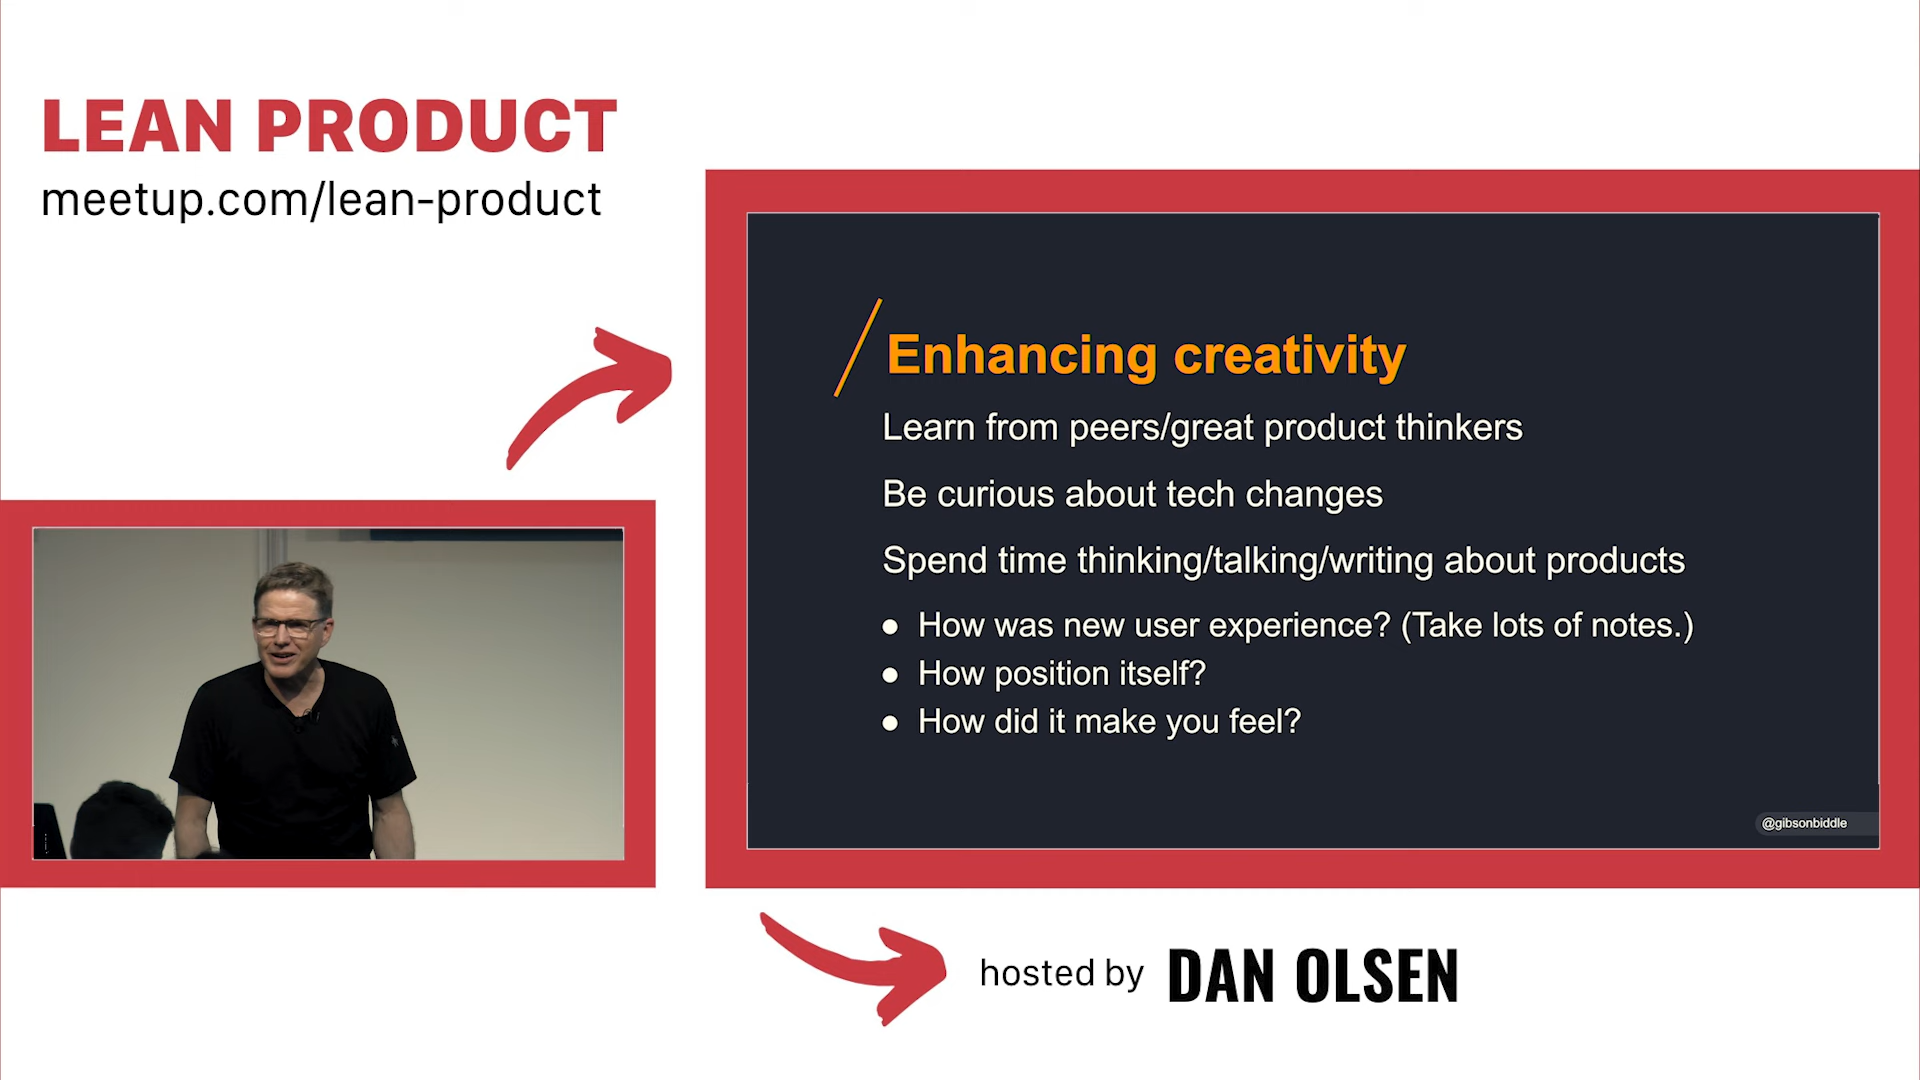 LEAN PRODUCT
meetup.com/lean-product
Enhancing creativity
Learn from peers/great product thinkers
Be curious about tech changes
Spend time thinking/talking/writing about products
● How was new user experience? (Take lots of notes.)
● How position itself?
● How did it make you feel?
@gibsonbiddle
hosted by DAN OLSEN